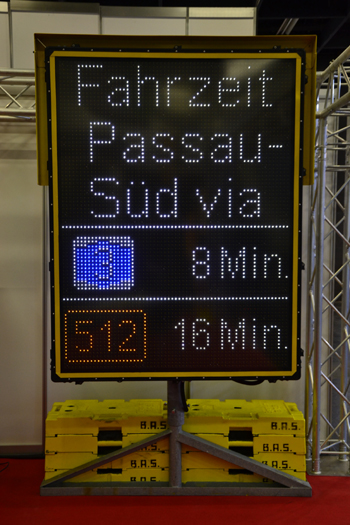 Fahrzeit
Passau-
Süd via
3 8 Min.
512 16 Min.
B.A.S. B.A.S.
B.A.S. B.A.S.
B.A.S. B.A.S.
B.A.S.